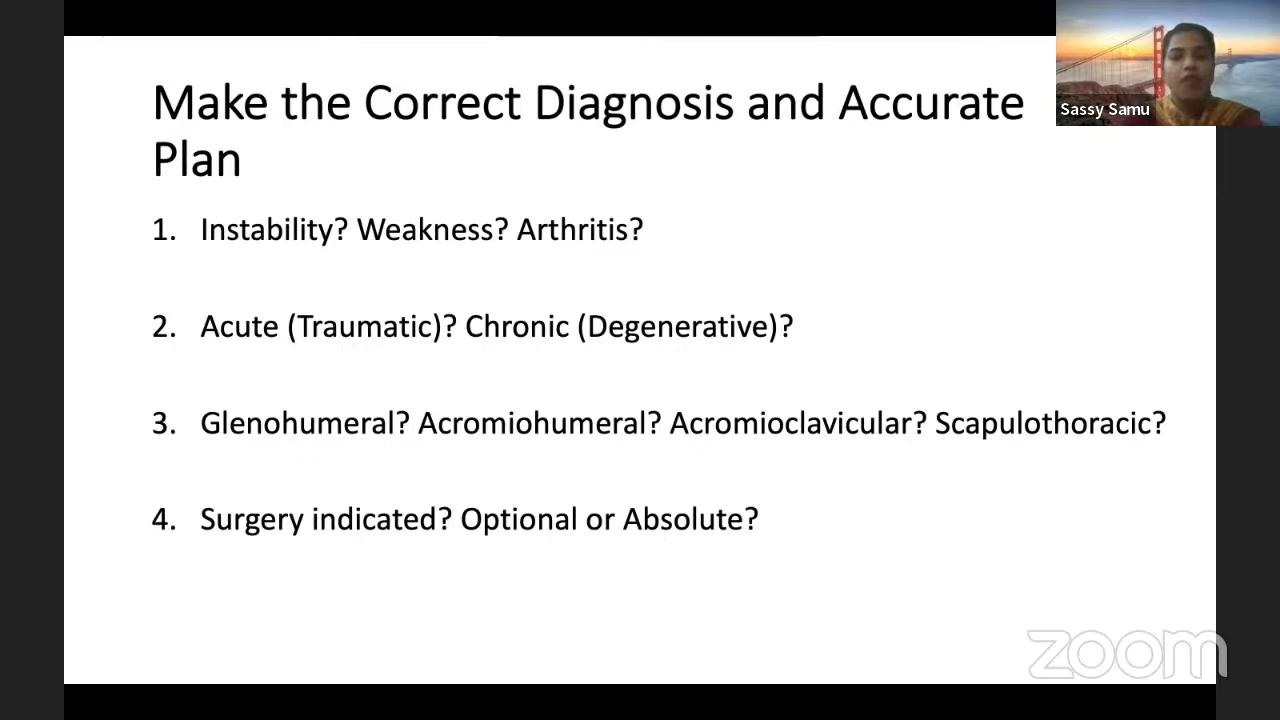 Make the Correct Diagnosis and Accurate
Plan
1. Instability? Weakness? Arthritis?
2. Acute (Traumatic)? Chronic (Degenerative)?
3. Glenohumeral? Acromiohumeral? Acromioclavicular? Scapulothoracic?
4. Surgery indicated? Optional or Absolute?
Sassy Samu
zoom